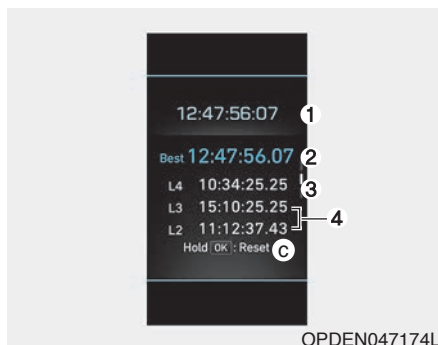 12:47:56:07 1
Best 12:47:56.07 2
L4 10:34:25.25 3
L3 15:10:25.25
4
L2 11:12:37.43
Hold OK : Reset C
OPDEN047174L